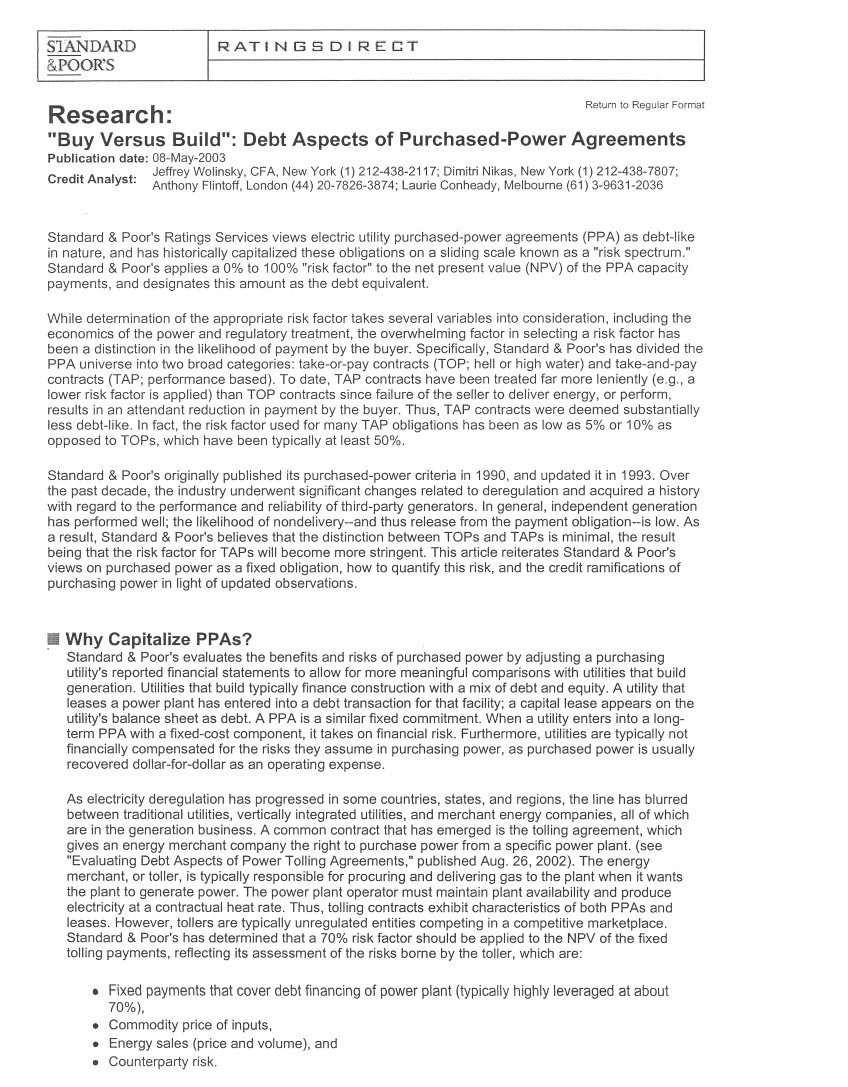 STANDARD
&POOR'S
RATINGSDIRECT
Return to Regular Format
Research:
"Buy Versus Build": Debt Aspects of Purchased-Power Agreements
Publication date: 08-May-2003
Credit Analyst: Jeffrey Wolinsky, CFA, New York (1) 212-438-2117; Dimitri Nikas, New York (1) 212-438-7807;
Anthony Flintoff, London (44) 20-7826-3874; Laurie Conheady, Melbourne (61) 3-9631-2036
Standard & Poor's Ratings Services views electric utility purchased-power agreements (PPA) as debt-like
in nature, and has historically capitalized these obligations on a sliding scale known as a "risk spectrum."
Standard & Poor's applies a 0% to 100% "risk factor" to the net present value (NPV) of the PPA capacity
payments, and designates this amount as the debt equivalent.
While determination of the appropriate risk factor takes several variables into consideration, including the
economics of the power and regulatory treatment, the overwhelming factor in selecting a risk factor has
been a distinction in the likelihood of payment by the buyer. Specifically, Standard & Poor's has divided the
PPA universe into two broad categories: take-or-pay contracts (TOP; hell or high water) and take-and-pay
contracts (TAP; performance based). To date, TAP contracts have been treated far more leniently (e.g., a
lower risk factor is applied) than TOP contracts since failure of the seller to deliver energy, or perform,
results in an attendant reduction in payment by the buyer. Thus, TAP contracts were deemed substantially
less debt-like. In fact, the risk factor used for many TAP obligations has been as low as 5% or 10% as
opposed to TOPs, which have been typically at least 50%.
Standard & Poor's originally published its purchased-power criteria in 1990, and updated it in 1993. Over
the past decade, the industry underwent significant changes related to deregulation and acquired a history
with regard to the performance and reliability of third-party generators. In general, independent generation
has performed well; the likelihood of nondelivery--and thus release from the payment obligation--is low. As
a result, Standard & Poor's believes that the distinction between TOPs and TAPs is minimal, the result
being that the risk factor for TAPs will become more stringent. This article reiterates Standard & Poor's
views on purchased power as a fixed obligation, how to quantify this risk, and the credit ramifications of
purchasing power in light of updated observations.
Why Capitalize PPAs?
Standard & Poor's evaluates the benefits and risks of purchased power by adjusting a purchasing
utility's reported financial statements to allow for more meaningful comparisons with utilities that build
generation. Utilities that build typically finance construction with a mix of debt and equity. A utility that
leases a power plant has entered into a debt transaction for that facility; a capital lease appears on the
utility's balance sheet as debt. A PPA is a similar fixed commitment. When a utility enters into a long-
term PPA with a fixed-cost component, it takes on financial risk. Furthermore, utilities are typically not
financially compensated for the risks they assume in purchasing power, as purchased power is usually
recovered dollar-for-dollar as an operating expense.
As electricity deregulation has progressed in some countries, states, and regions, the line has blurred
between traditional utilities, vertically integrated utilities, and merchant energy companies, all of which
are in the generation business. A common contract that has emerged is the tolling agreement, which
gives an energy merchant company the right to purchase power from a specific power plant. (see
"Evaluating Debt Aspects of Power Tolling Agreements," published Aug. 26, 2002). The energy
merchant, or toller, is typically responsible for procuring and delivering gas to the plant when it wants
the plant to generate power. The power plant operator must maintain plant availability and produce
electricity at a contractual heat rate. Thus, tolling contracts exhibit characteristics of both PPAs and
leases. However, tollers are typically unregulated entities competing in a competitive marketplace.
Standard & Poor's has determined that a 70% risk factor should be applied to the NPV of the fixed
tolling payments, reflecting its assessment of the risks borne by the toller, which are:
• Fixed payments that cover debt financing of power plant (typically highly leveraged at about
70%),
• Commodity price of inputs,
• Energy sales (price and volume), and
• Counterparty risk.